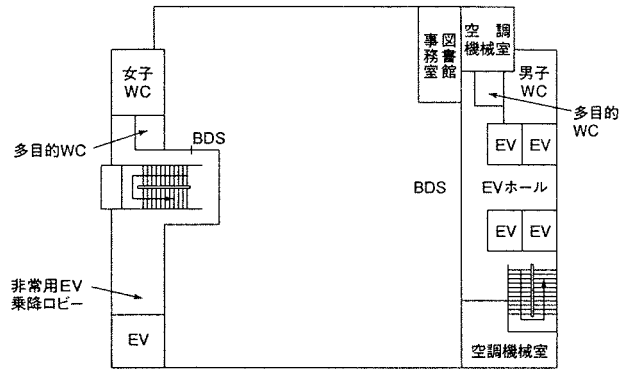 女子
WC
多目的WC
BDS
非常用EV
乗降ロビー
EV
図書館
事務室
空調
機械室
男子
WC
多目的
WC
EV
EV
BDS
EVホール
EV
EV
空調機械室